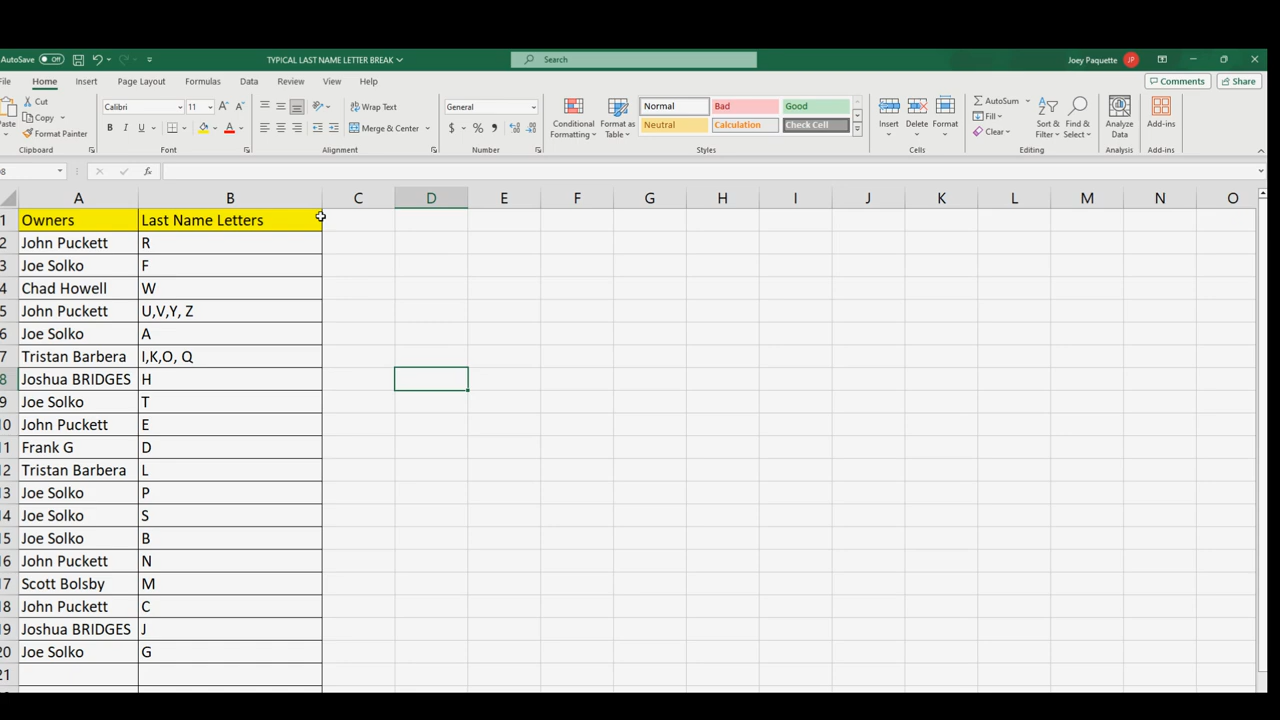 AutoSave Off TYPICAL LAST NAME LETTER BREAK Search Joey Paquette JP
File Home Insert Page Layout Formulas Data Review View Help Comments Share
Cut Calibri 11 A A Wrap Text General Normal Bad Good AutoSum
Copy Conditional Formatting Format as Table Insert Delete Format Fill Sort & Filter Find & Select Analyze Data Add-ins
Paste Format Painter B I U A Merge & Center $ % Neutral Calculation Check Cell Clear
Clipboard Font Alignment Number Styles Cells Editing Analysis Add-ins
fx
A B C D E F G H I J K L M N O
1 Owners Last Name Letters
2 John Puckett R
3 Joe Solko F
4 Chad Howell W
5 John Puckett U,V,Y, Z
6 Joe Solko A
7 Tristan Barbera I,K,O, Q
8 Joshua BRIDGES H
9 Joe Solko T
10 John Puckett E
11 Frank G D
12 Tristan Barbera L
13 Joe Solko P
14 Joe Solko S
15 Joe Solko B
16 John Puckett N
17 Scott Bolsby M
18 John Puckett C
19 Joshua BRIDGES J
20 Joe Solko G
21